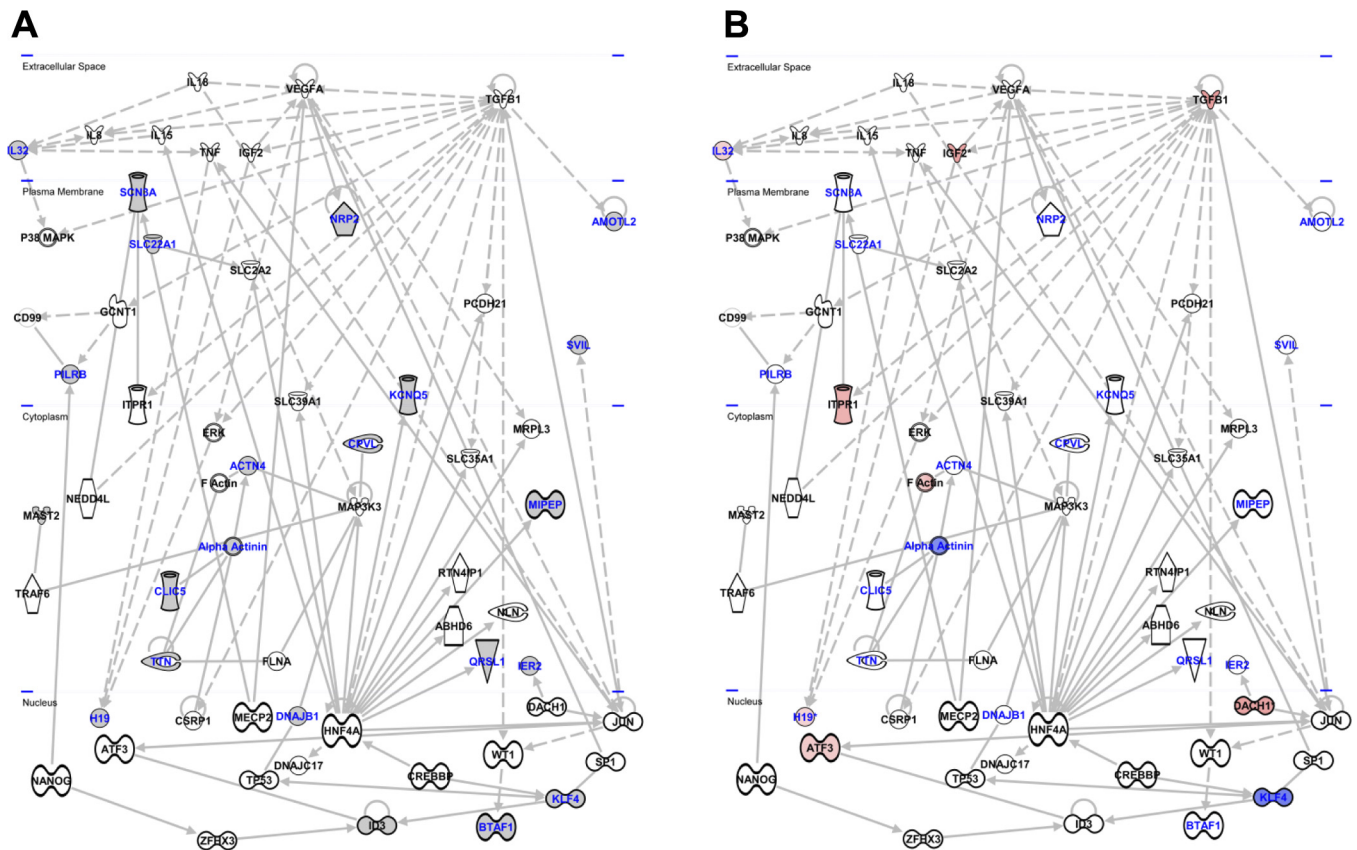 A
Extracellular Space
IL18
VEGFA
TGFB1
IL8
IL15
IL32
TNF
IGF2
Plasma Membrane
SCN8A
NRP2
AMOTL2
P38 MAPK
SLC22A1
SLC2A2
PCDH21
GCNT1
CD99
SVIL
PILRB
KCNQ5
ITPR1
SLC39A1
Cytoplasm
ERK
MRPL3
CPVL
SLC35A1
ACTN4
F Actin
NEDD4L
MAP3K3
MIPEP
MAST2
Alpha Actinin
RTN4IP1
CLIC5
TRAF6
NLN
ABHD6
TTN
FLNA
QRSL1
IER2
Nucleus
H19
CSRP1
MECP2
DNAJB1
DACH1
HNF4A
JUN
ATF3
WT1
SP1
DNAJC17
NANOG
TP53
CREBBP
KLF4
ID3
BTAF1
ZFHX3
B
Extracellular Space
IL18
VEGFA
TGFB1
IL8
IL15
IL32
TNF
IGF2*
Plasma Membrane
SCN8A
NRP2
AMOTL2
P38 MAPK
SLC22A1
SLC2A2
PCDH21
GCNT1
CD99
SVIL
PILRB
KCNQ5
ITPR1
SLC39A1
Cytoplasm
ERK
MRPL3
CPVL
SLC35A1
ACTN4
F Actin
NEDD4L
MAP3K3
MIPEP
MAST2
Alpha Actinin
RTN4IP1
CLIC5
TRAF6
NLN
ABHD6
TTN
FLNA
QRSL1
IER2
Nucleus
H19*
CSRP1
MECP2
DNAJB1
DACH1
HNF4A
JUN
ATF3
WT1
SP1
DNAJC17
NANOG
TP53
CREBBP
KLF4
ID3
BTAF1
ZFHX3